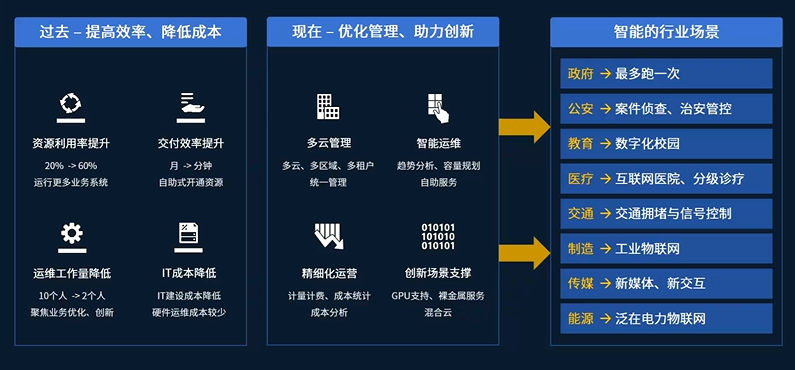 过去 – 提高效率、降低成本
资源利用率提升
20% -> 60%
运行更多业务系统
交付效率提升
月 -> 分钟
自助式开通资源
运维工作量降低
10个人 -> 2个人
聚焦业务优化、创新
IT成本降低
IT建设成本降低
硬件运维成本较少
现在 – 优化管理、助力创新
多云管理
多云、多区域、多租户
统一管理
智能运维
趋势分析、容量规划
自助服务
精细化运营
计量计费、成本统计
成本分析
010101
101010
010101
创新场景支撑
GPU支持、裸金属服务
混合云
智能的行业场景
政府 → 最多跑一次
公安 → 案件侦查、治安管控
教育 → 数字化校园
医疗 → 互联网医院、分级诊疗
交通 → 交通拥堵与信号控制
制造 → 工业物联网
传媒 → 新媒体、新交互
能源 → 泛在电力物联网